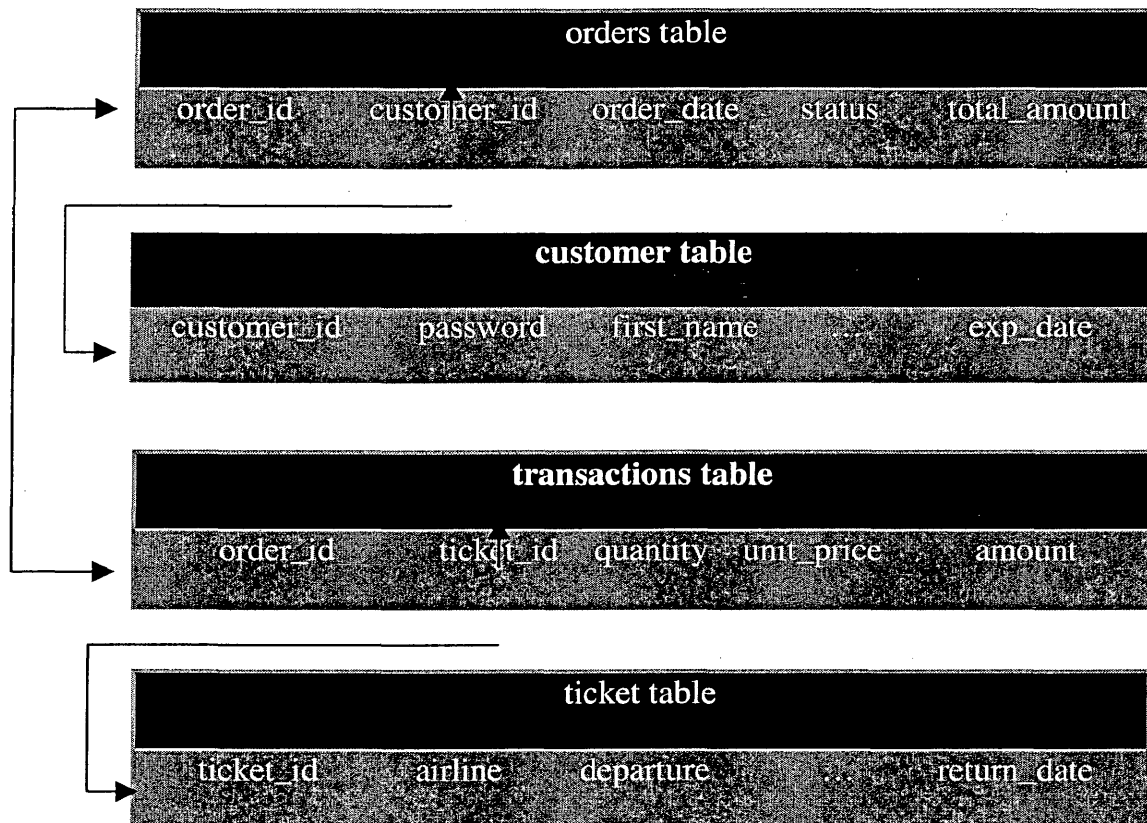 orders table
order_id customer_id order_date status total_amount
customer table
customer_id password first_name ... exp_date
transactions table
order_id ticket_id quantity unit_price amount
ticket table
ticket_id airline departure ... return_date